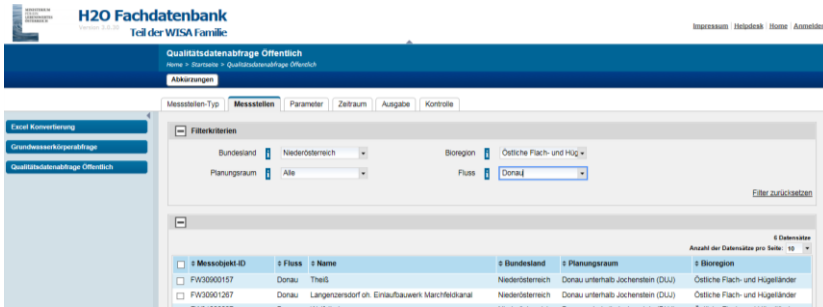 H2O Fachdatenbank
Teil der WISA Familie
Impressum Helpdesk Home Anmelden
Qualitätsdatenabfrage Öffentlich
Home > Startseite > Qualitätsdatenabfrage Öffentlich
Abkürzungen
Messstellen-Typ Messstellen Parameter Zeitraum Ausgabe Kontrolle
Excel Konvertierung
Grundwasserkörperabfrage
Qualitätsdatenabfrage Öffentlich
Filterkriterien
Bundesland Niederösterreich Bioregion Östliche Flach- und Hüg
Planungsraum Alle Fluss Donau
Filter zurücksetzen
6 Datensätze
Anzahl der Datensätze pro Seite: 10
Messobjekt-ID Fluss Name Bundesland Planungsraum Bioregion
FW30900157 Donau Theiß Niederösterreich Donau unterhalb Jochenstein (DUJ) Östliche Flach- und Hügelländer
FW30901267 Donau Langenzersdorf oh. Einlaufbauwerk Marchfeldkanal Niederösterreich Donau unterhalb Jochenstein (DUJ) Östliche Flach- und Hügelländer